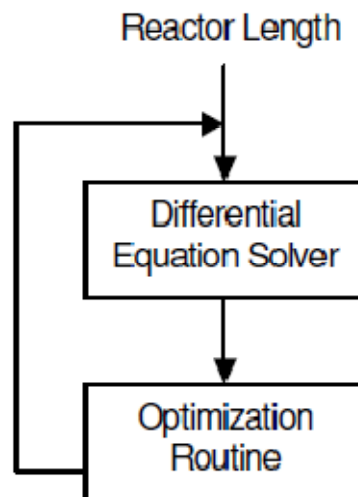 Reactor Length
Differential
Equation Solver
Optimization
Routine